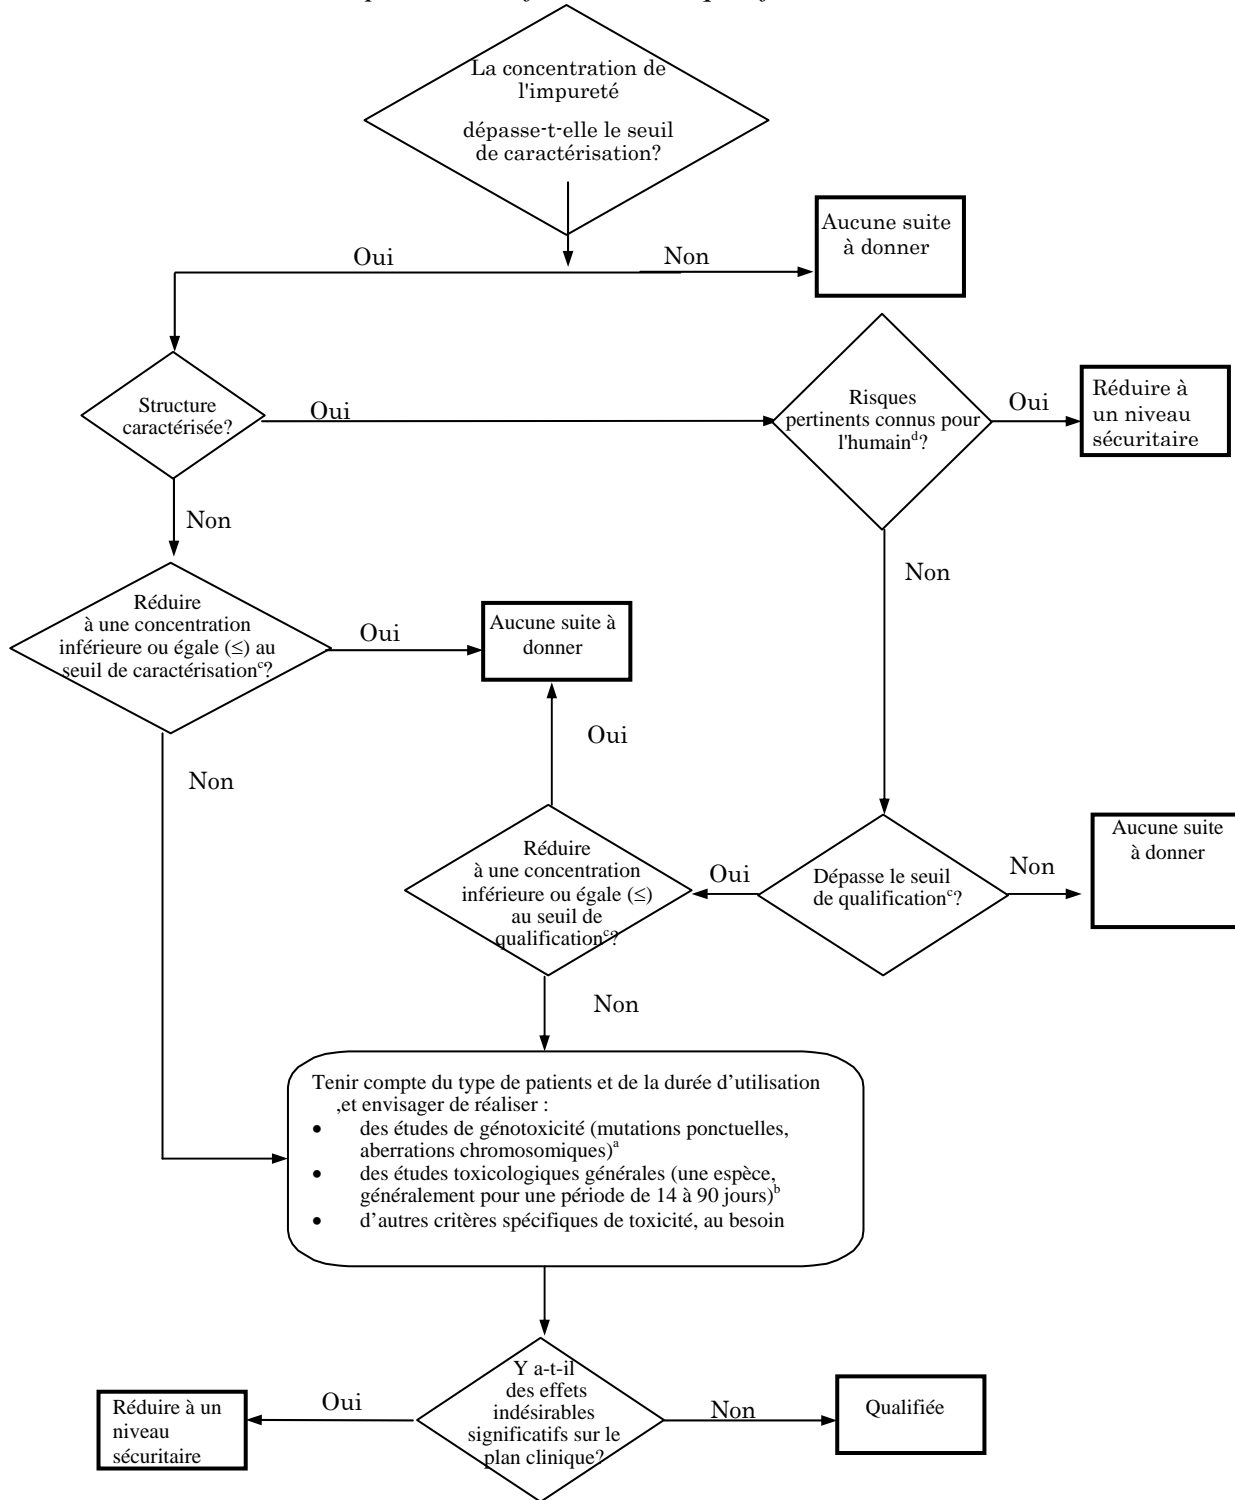 La concentration de
l'impureté
dépasse-t-elle le seuil
de caractérisation?
Oui
Non
Aucune suite
à donner
Structure
caractérisée?
Oui
Risques
pertinents connus pour
l'humain^d?
Oui
Réduire à
un niveau
sécuritaire
Non
Non
Réduire
à une concentration
inférieure ou égale (≤) au
seuil de caractérisation^c?
Oui
Aucune suite à
donner
Oui
Non
Réduire
à une concentration
inférieure ou égale (≤)
au seuil de
qualification^c?
Oui
Dépasse le seuil
de qualification^c?
Non
Aucune suite
à donner
Non
Tenir compte du type de patients et de la durée d’utilisation
,et envisager de réaliser :
• des études de génotoxicité (mutations ponctuelles,
aberrations chromosomiques)^a
• des études toxicologiques générales (une espèce,
généralement pour une période de 14 à 90 jours)^b
• d’autres critères spécifiques de toxicité, au besoin
Y a-t-il
des effets
indésirables
significatifs sur le
plan clinique?
Oui
Réduire à un
niveau
sécuritaire
Non
Qualifiée